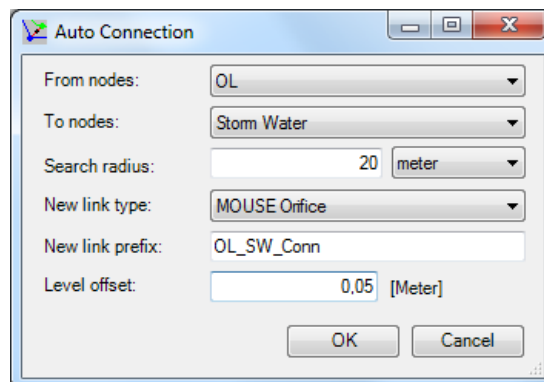 Auto Connection
From nodes: OL
To nodes: Storm Water
Search radius: 20 meter
New link type: MOUSE Orifice
New link prefix: OL_SW_Conn
Level offset: 0,05 [Meter]
OK Cancel